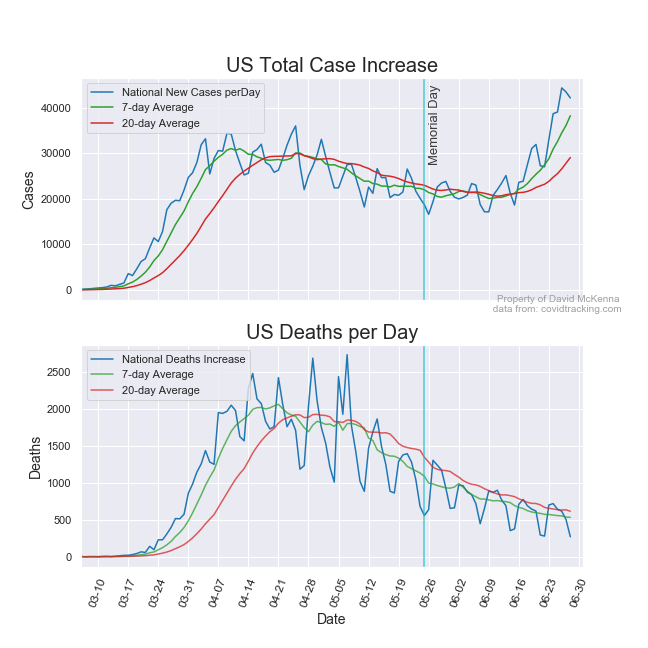 US Total Case Increase
National New Cases perDay
7-day Average
20-day Average
Memorial Day
40000
30000
20000
10000
0
Cases
Property of David McKenna
data from: covidtracking.com
US Deaths per Day
National Deaths Increase
7-day Average
20-day Average
2500
2000
1500
1000
500
0
Deaths
03-10 03-17 03-24 03-31 04-07 04-14 04-21 04-28 05-05 05-12 05-19 05-26 06-02 06-09 06-16 06-23 06-30
Date